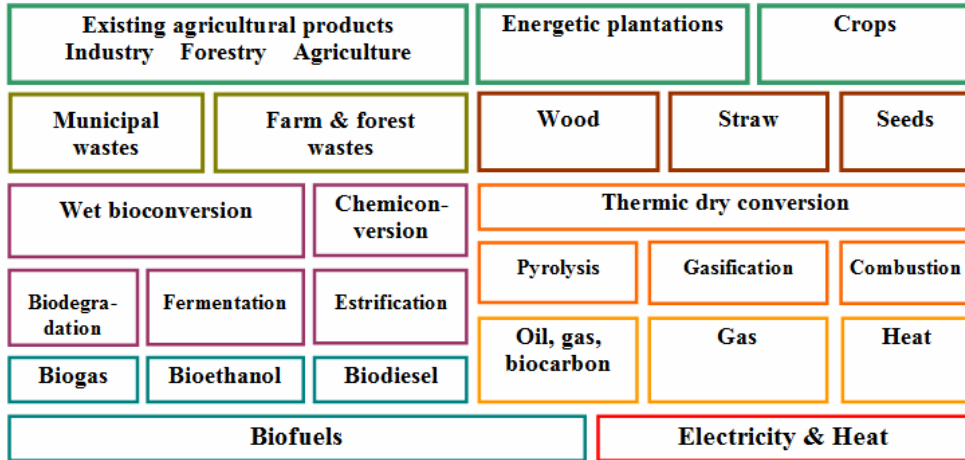 Existing agricultural products
Industry Forestry Agriculture
Energetic plantations
Crops
Municipal
wastes
Farm & forest
wastes
Wood
Straw
Seeds
Wet bioconversion
Chemicon-
version
Thermic dry conversion
Pyrolysis
Gasification
Combustion
Biodegra-
dation
Fermentation
Estrification
Oil, gas,
biocarbon
Gas
Heat
Biogas
Bioethanol
Biodiesel
Biofuels
Electricity & Heat